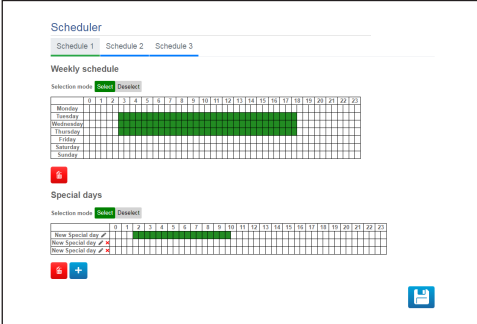 Scheduler
Schedule 1 Schedule 2 Schedule 3
Weekly schedule
Selection mode Select Deselect
0 1 2 3 4 5 6 7 8 9 10 11 12 13 14 15 16 17 18 19 20 21 22 23
Monday
Tuesday
Wednesday
Thursday
Friday
Saturday
Sunday
Special days
Selection mode Select Deselect
0 1 2 3 4 5 6 7 8 9 10 11 12 13 14 15 16 17 18 19 20 21 22 23
New Special day
New Special day
New Special day